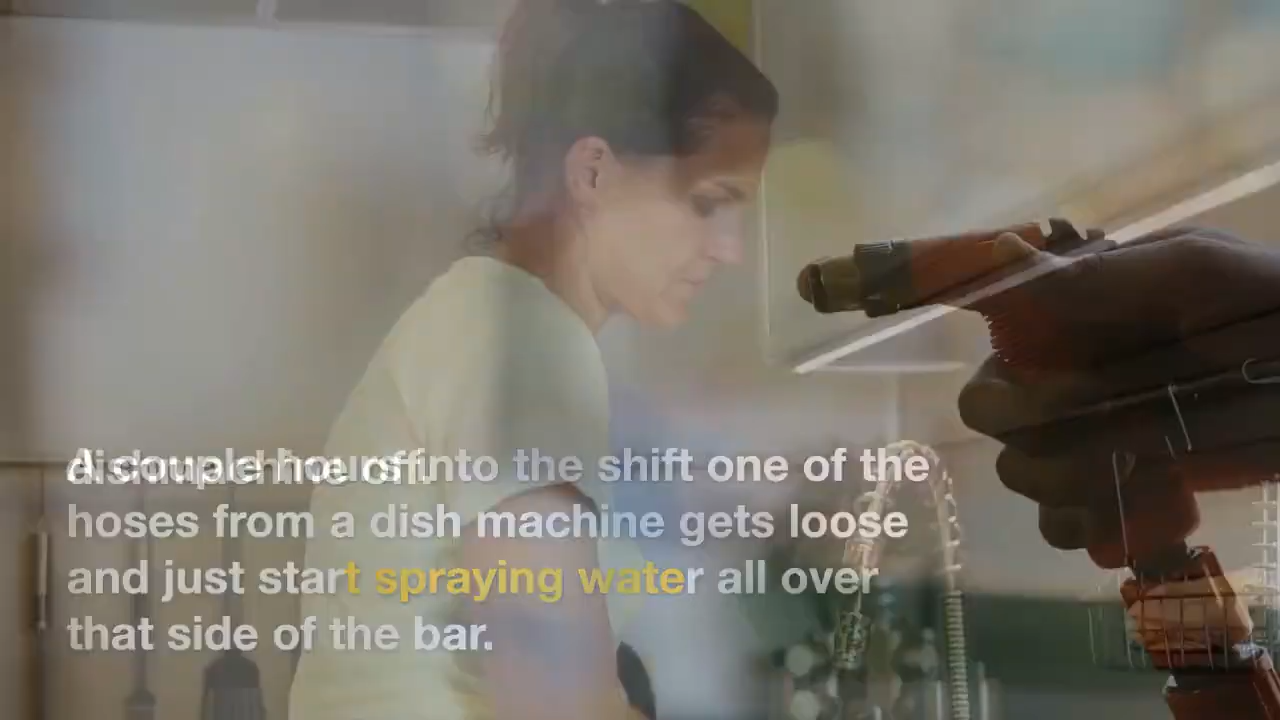 A couple hours into the shift one of the
hoses from a dish machine gets loose
and just start spraying water all over
that side of the bar.